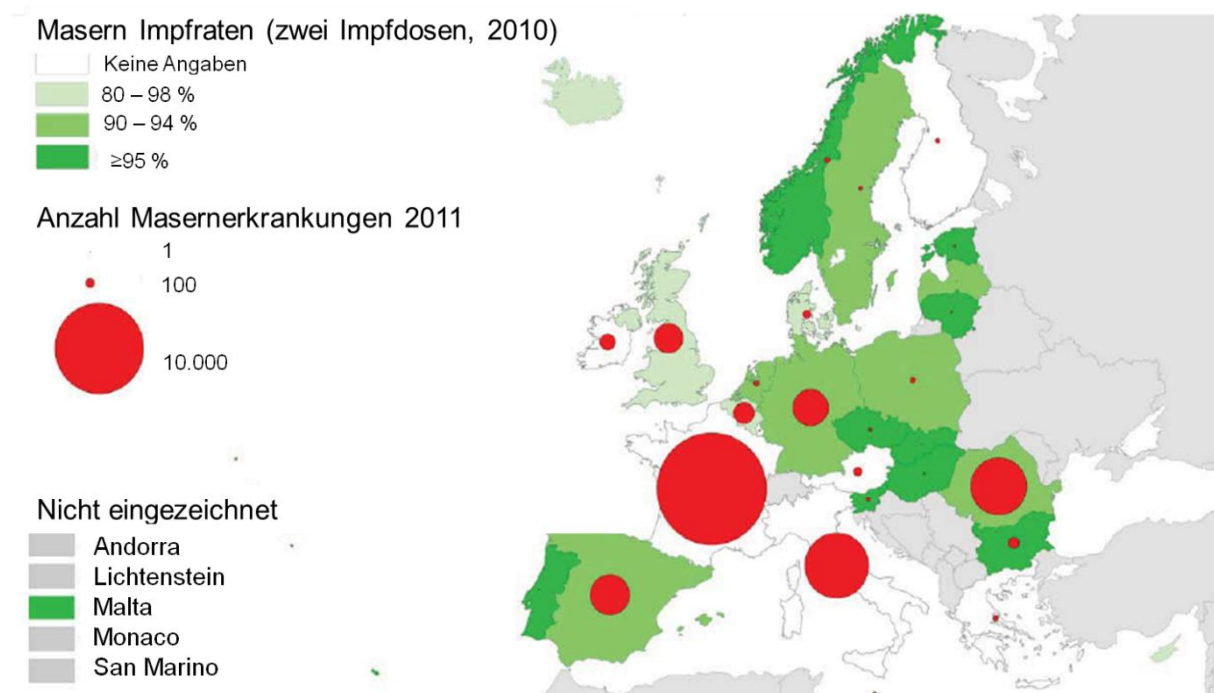 Masern Impfraten (zwei Impfdosen, 2010)
Keine Angaben
80 – 98 %
90 – 94 %
≥95 %
Anzahl Masernerkrankungen 2011
1
100
10.000
Nicht eingezeichnet
Andorra
Lichtenstein
Malta
Monaco
San Marino